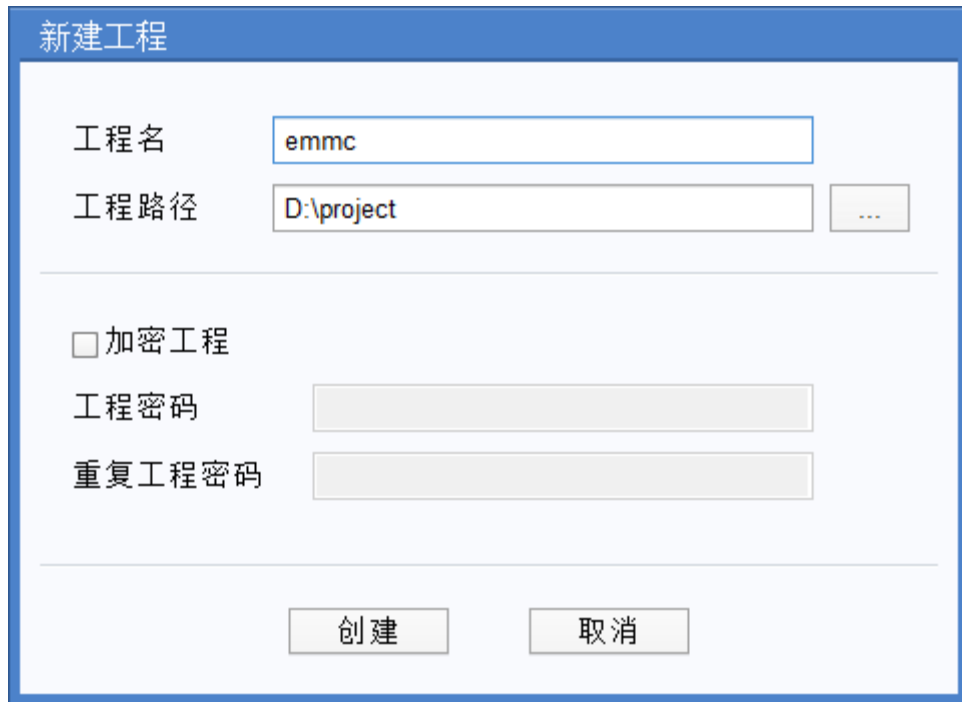 新建工程
工程名 emmc
工程路径 D:\project ...
加密工程
工程密码
重复工程密码
创建 取消